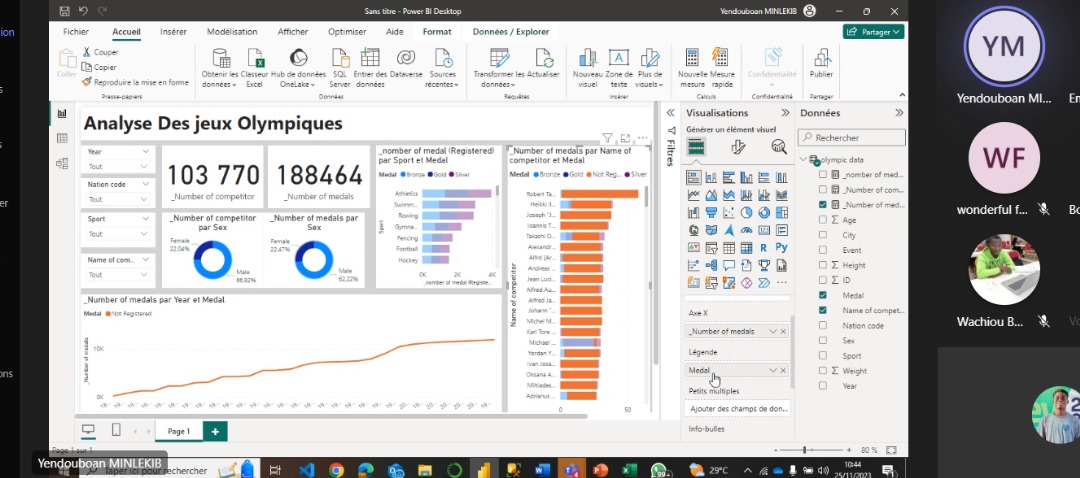 Sans titre - Power BI Desktop
Yendouboan MINLEKIB
Fichier Accueil Insérer Modélisation Afficher Optimiser Aide Format Données / Explorer
Partager
Coller
Couper
Copier
Reproduire la mise en forme
Presse-papiers
Obtenir les données
Classeur Excel
Hub de données OneLake
SQL Server
Entrer des données
Dataverse
Sources récentes
Données
Transformer les données
Actualiser
Requêtes
Nouveau visuel
Zone de texte
Plus de visuels
Insérer
Nouvelle mesure
Mesure rapide
Calculs
Confidentialité
Confidentialité
Publier
Partager
Analyse Des jeux Olympiques
Year
Tout
Nation code
Tout
Sport
Tout
Name of com...
Tout
103 770
_Number of competitor
188464
_Number of medals
_Number of competitor par Sex
Female
22,04%
Male
_Number of medals par Sex
Female
22,47%
Male
62,22%
_nombor of medal (Registered) par Sport et Medal
Medal Bronze Gold Silver
Sport
Athletics
Swimm...
Rowing
Gymna...
Fencing
Football
Hockey
0K 2K 4K
_nombor of medal (Registe...
_Number of medals par Name of competitor et Medal
Medal Bronze Gold Not Reg... Silver
Name of competitor
Robert Ta...
Joseph "J...
Ioannis T...
Takashi O...
Alexandr...
Alfrd (Ar...
Andreas ...
Jean Luci...
Alfred Au...
Alfred Ja...
Johann "...
Michel M...
Karl Tore ...
Michael ...
Yordan Y...
Ivan Josa...
Oksana A...
Miltiades...
Adrianus ...
0 50
_Number of medals par Year et Medal
Medal Not Registered
_Number of medals
10K
0K
Filtres
Visualisations
Générer un élément visuel
Axe X
_Number of medals
Légende
Medal
Petits multiples
Ajouter des champs de don...
Info-bulles
Données
Rechercher
olympic data
_nombor of med...
_Number of com...
_Number of med...
Age
City
Event
Height
ID
Medal
Name of compet...
Nation code
Sex
Sport
Weight
Year
Page 1
Page 1 sur 1
80 %
Yendouboan MINLEKIB
Taper ici pour rechercher
29°C
10:44
25/11/2023
99+
YM
Yendouboan MI...
WF
wonderful f...
Wachiou B...